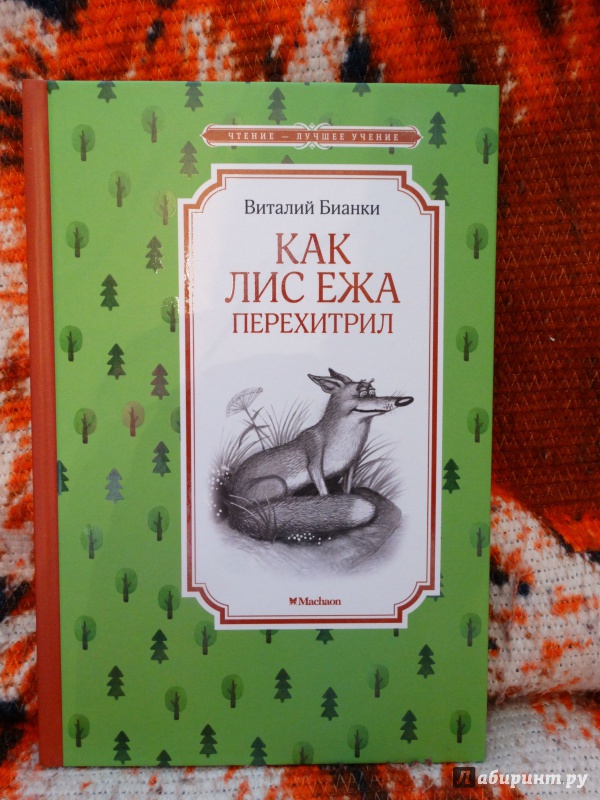 ЧТЕНИЕ — ЛУЧШЕЕ УЧЕНИЕ
Виталий Бианки
КАК
ЛИС ЕЖА
ПЕРЕХИТРИЛ
Machaon
Лабиринт.ру